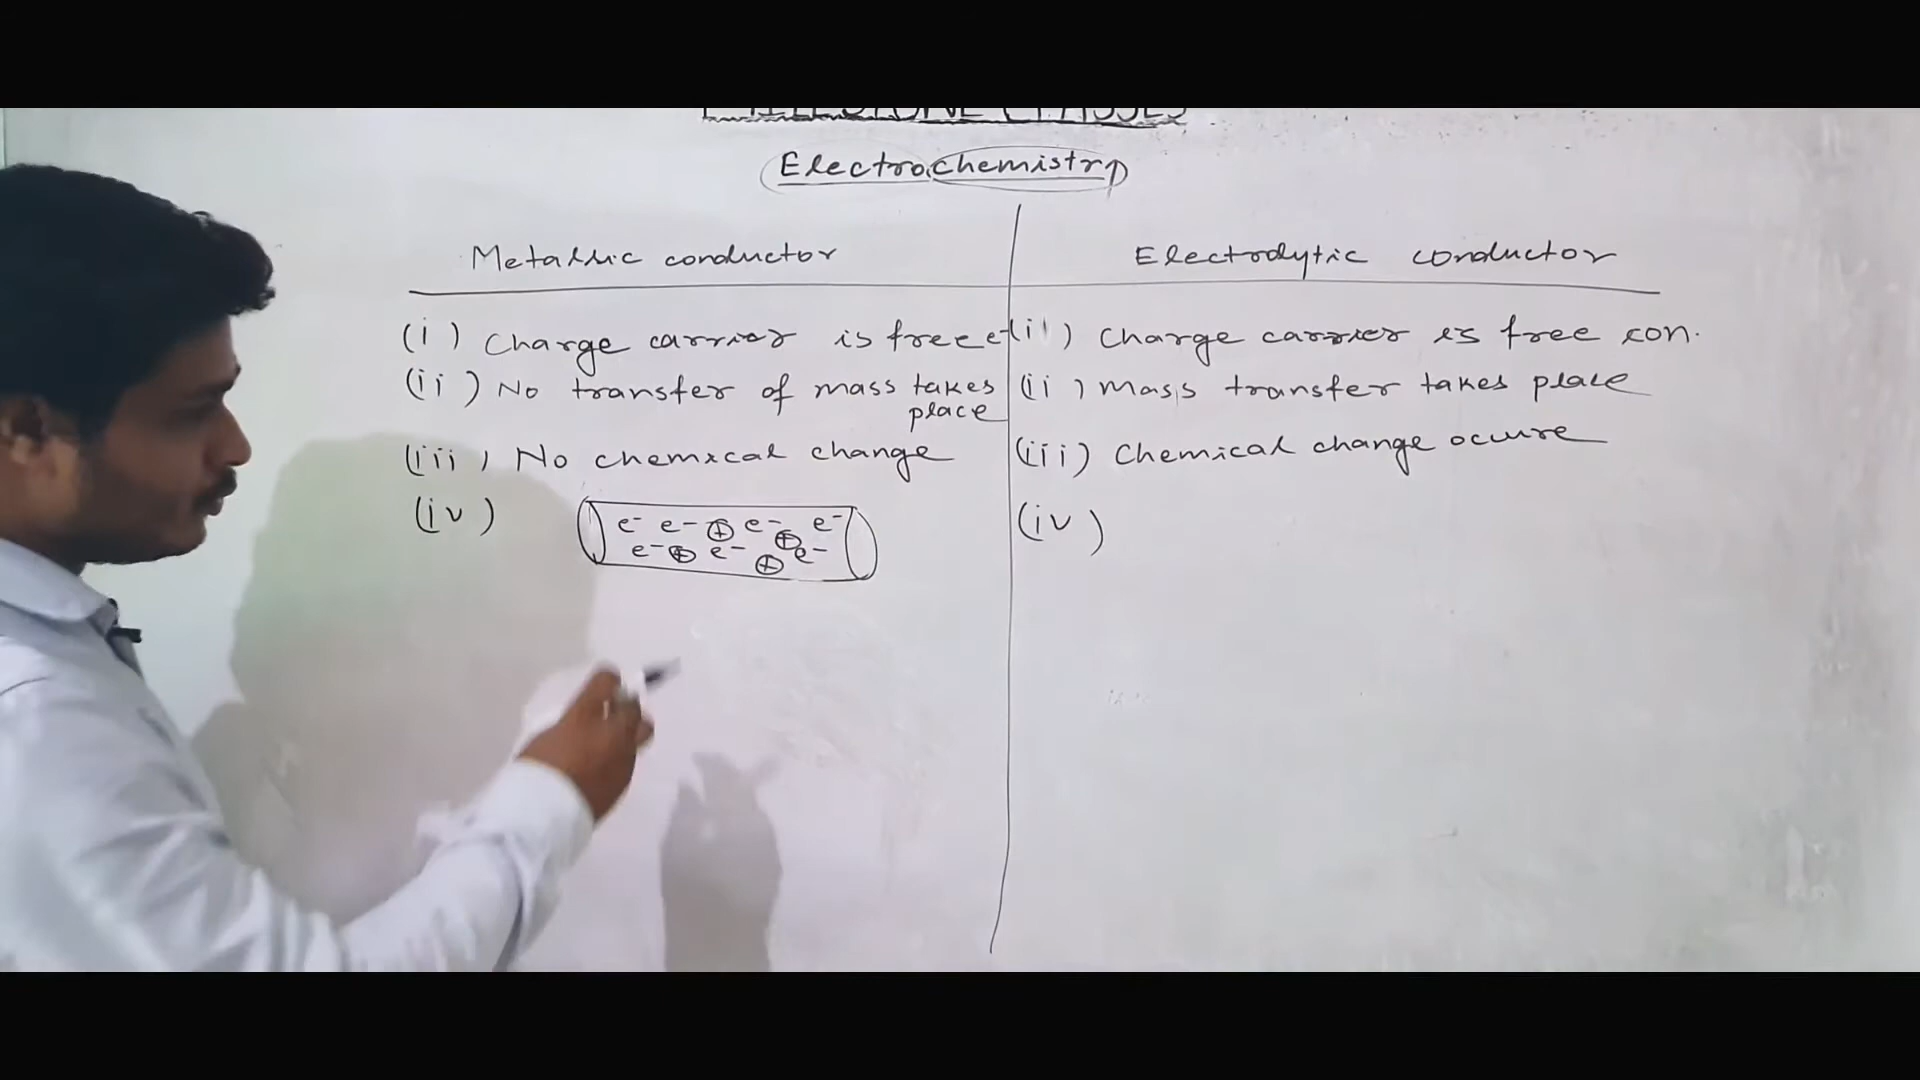 Electrochemistry
Metallic conductor
Electrolytic conductor
(i) Charge carrier is free e⁻
(ii) No transfer of mass takes
place
(iii) No chemical change
(iv)
e⁻ e⁻ ⊕ e⁻ e⁻
e⁻ ⊕ e⁻ ⊕ e⁻
⊕
(i) Charge carrier is free ion.
(ii) Mass transfer takes place
(iii) Chemical change occure
(iv)